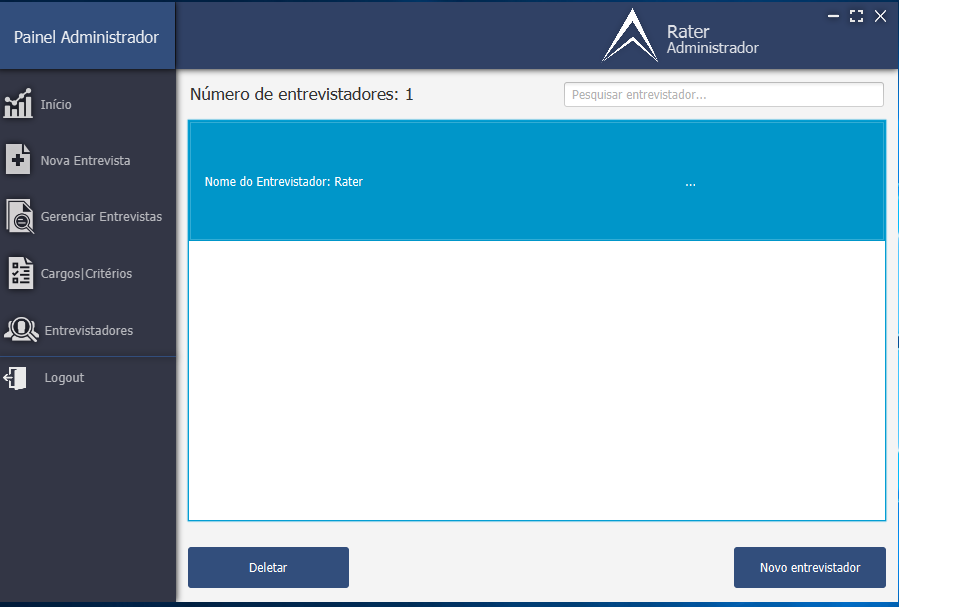 Painel Administrador
Rater
Administrador
Início
Nova Entrevista
Gerenciar Entrevistas
Cargos|Critérios
Entrevistadores
Logout
Número de entrevistadores: 1
Pesquisar entrevistador...
Nome do Entrevistador: Rater
...
Deletar
Novo entrevistador